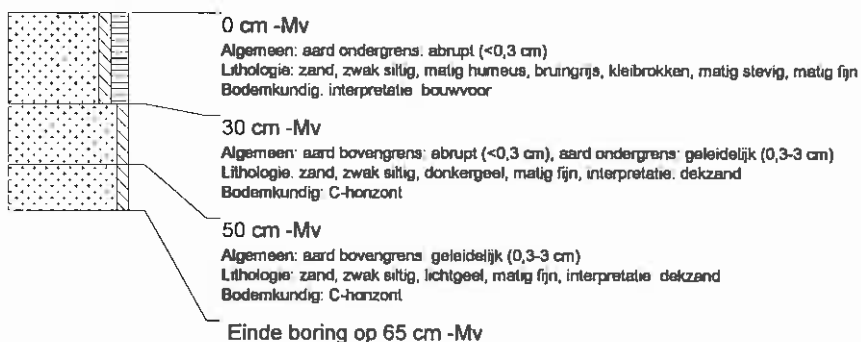 0 cm -Mv
Algemeen: aard ondergrens: abrupt (<0,3 cm)
Lithologie: zand, zwak siltig, matig humeus, bruingrijs, kleibrokken, matig stevig, matig fijn
Bodemkundig. interpretatie bouwvoor
30 cm -Mv
Algemeen: aard bovengrens: abrupt (<0,3 cm), aard ondergrens: geleidelijk (0,3-3 cm)
Lithologie. zand, zwak siltig, donkergeel, matig fijn, interpretatie: dekzand
Bodemkundig: C-horizont
50 cm -Mv
Algemeen: aard bovengrens geleidelijk (0,3-3 cm)
Lithologie: zand, zwak siltig, lichtgeel, matig fijn, interpretatie dekzand
Bodemkundig: C-horizont
Einde boring op 65 cm -Mv